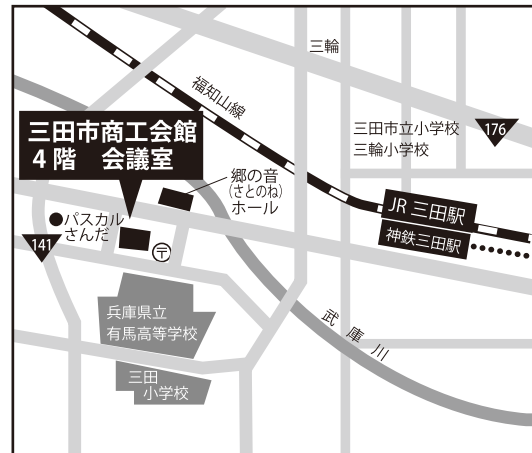 三輪
福知山線
三田市立小学校
三輪小学校
176
三田市商工会館
4階　会議室
郷の音
(さとのね)
ホール
JR 三田駅
神鉄三田駅
パスカル
さんだ
141
〒
兵庫県立
有馬高等学校
武庫川
三田
小学校